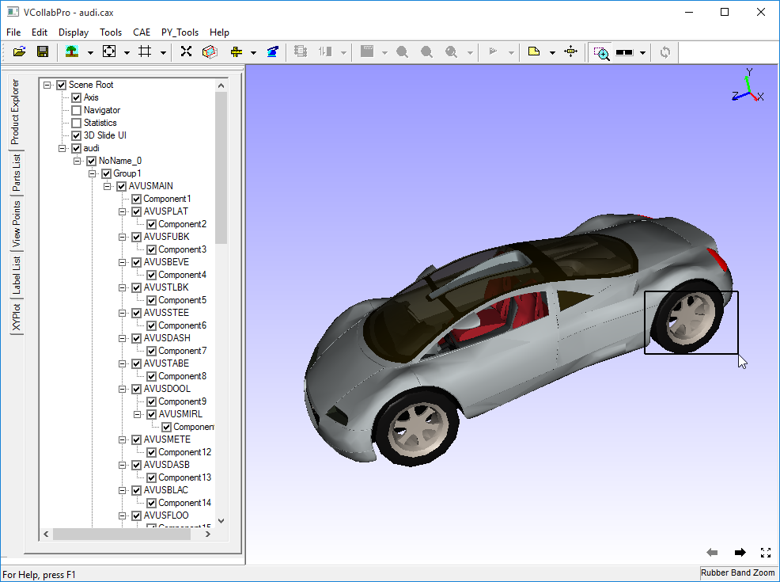 VCollabPro - audi.cax
File Edit Display Tools CAE PY_Tools Help
Product Explorer
Parts List
View Points
Label List
XYPlot
Scene Root
Axis
Navigator
Statistics
3D Slide UI
audi
NoName_0
Group1
AVUSMAIN
Component1
AVUSPLAT
Component2
AVUSFUBK
Component3
AVUSBEVE
Component4
AVUSTLBK
Component5
AVUSSTEE
Component6
AVUSDASH
Component7
AVUSTABE
Component8
AVUSDOOL
Component9
AVUSMIRL
Componen
AVUSMETE
Component12
AVUSDASB
Component13
AVUSBLAC
Component14
AVUSFLOO
Component15
Y
Z X
For Help, press F1
Rubber Band Zoom